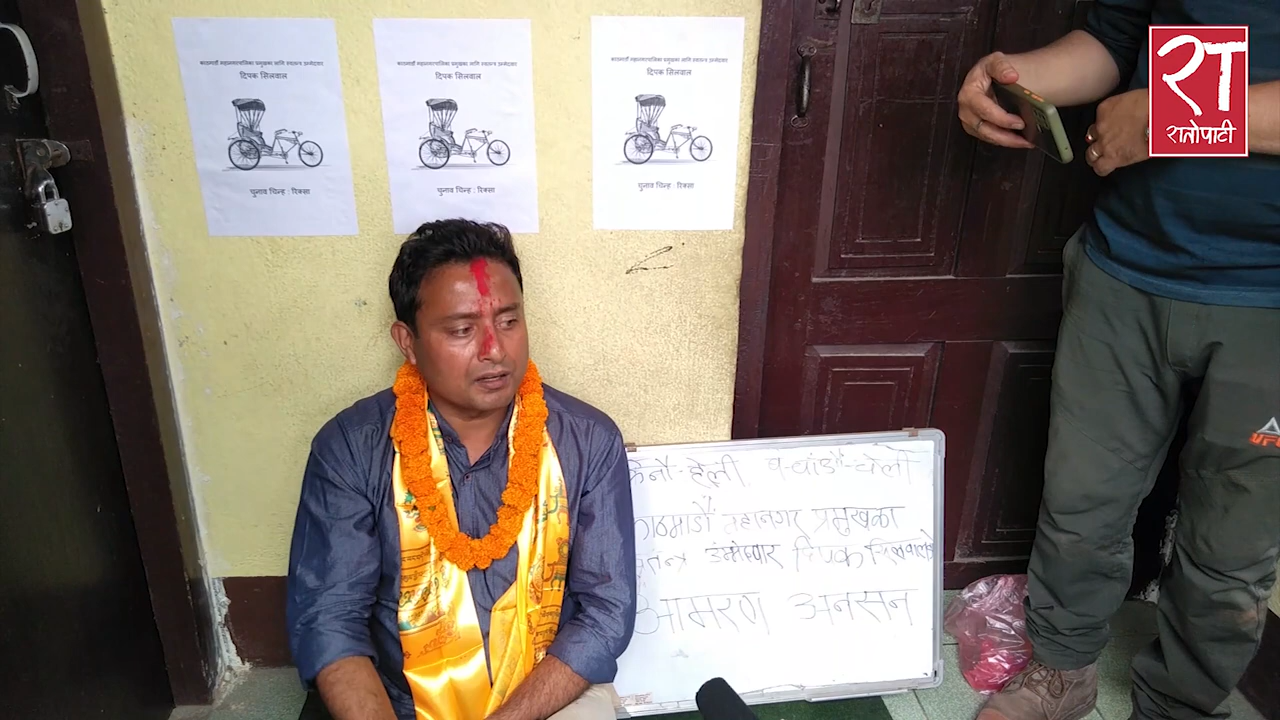 काठमाडौँ महानगरपालिका प्रमुखका लागि स्वतन्त्र उम्मेदवार
दिपक सिलवाल
चुनाव चिन्ह : रिक्सा
काठमाडौँ महानगरपालिका प्रमुखका लागि स्वतन्त्र उम्मेदवार
दिपक सिलवाल
चुनाव चिन्ह : रिक्सा
काठमाडौँ महानगरपालिका प्रमुखका लागि स्वतन्त्र उम्मेदवार
दिपक सिलवाल
चुनाव चिन्ह : रिक्सा
रा
रातोपाटी
काठमाडौँ महानगर प्रमुखका
उम्मेदवार दिपक सिलवालको
आमरण अनसन